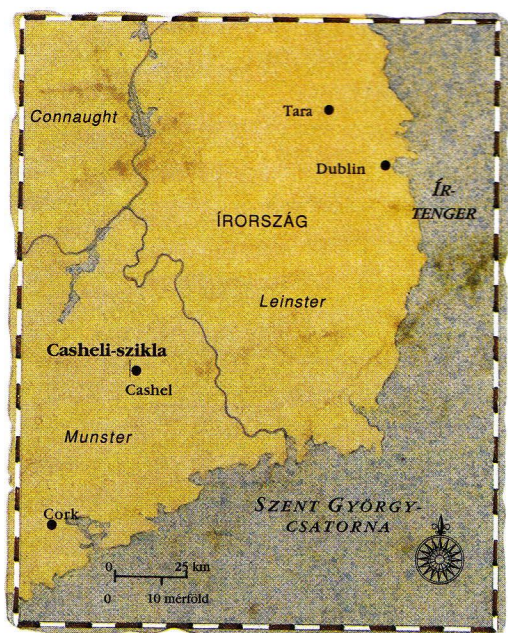 Connaught
Tara
Dublin
ÍR-
TENGER
ÍRORSZÁG
Leinster
Casheli-szikla
Cashel
Munster
SZENT GYÖRGY-
CSATORNA
Cork
0 25 km
0 10 mérföld